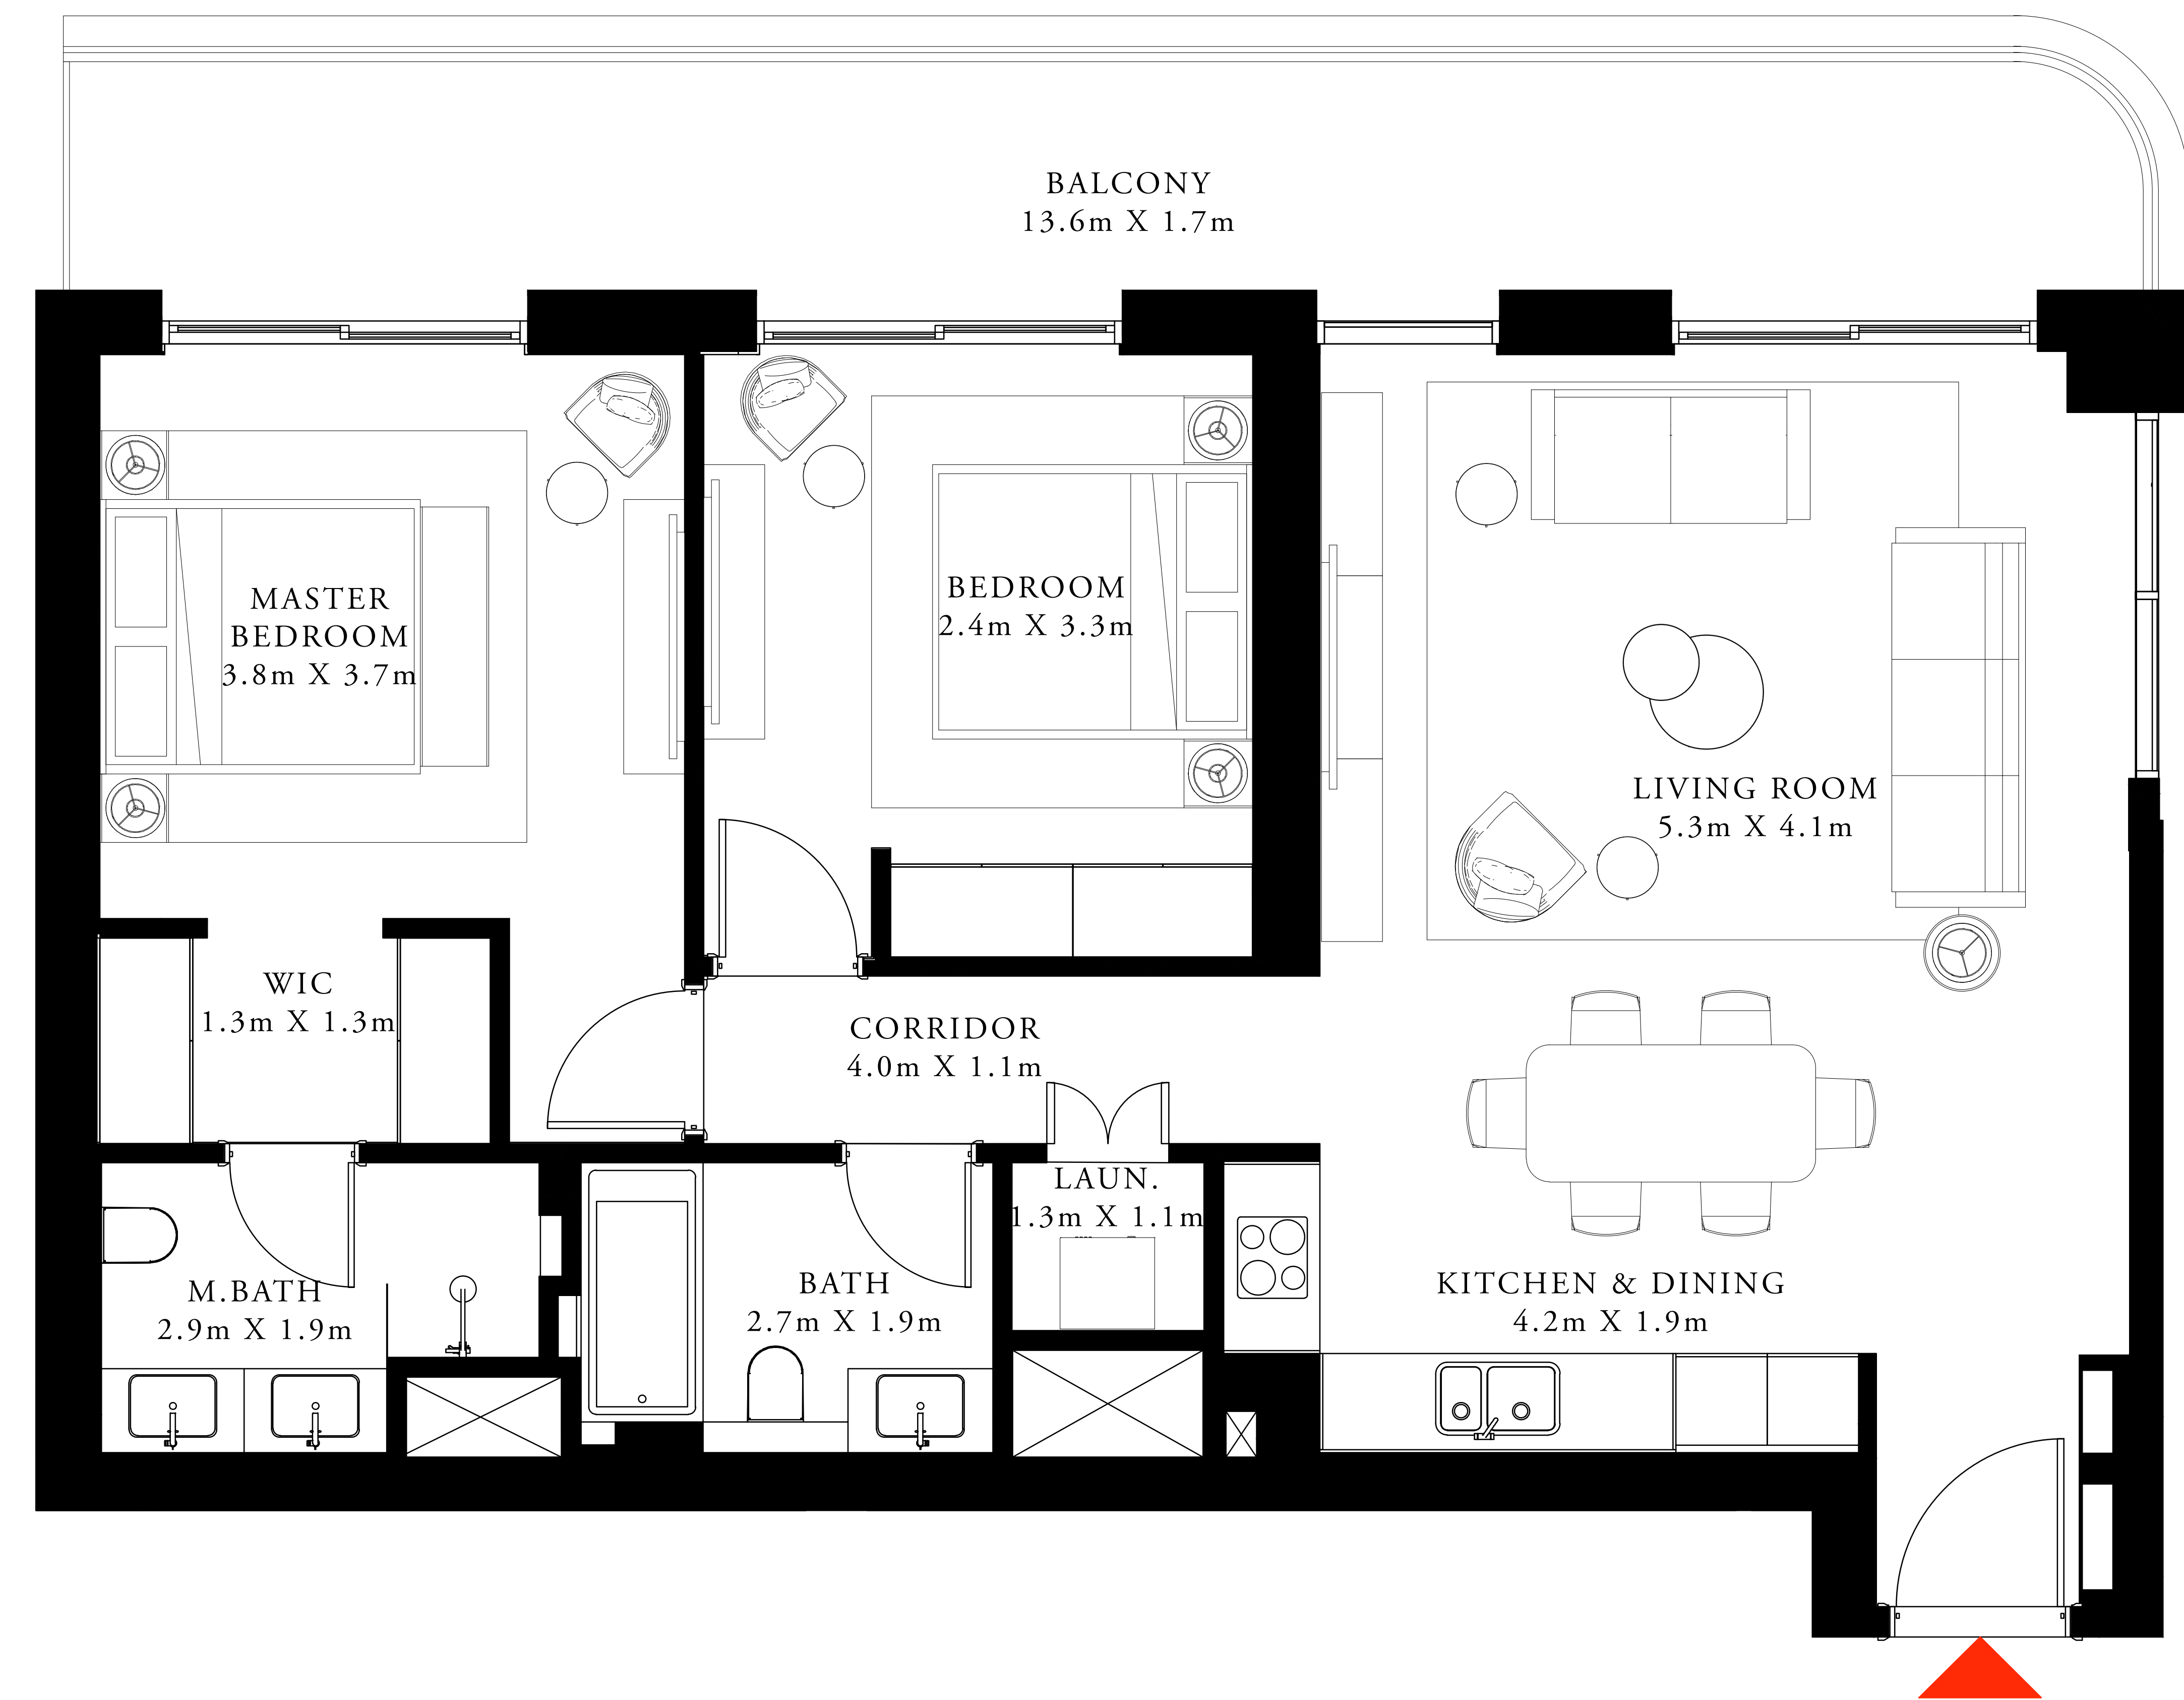 BALCONY
13.6m X 1.7m
MASTER
BEDROOM
3.8m X 3.7m
BEDROOM
2.4m X 3.3m
LIVING ROOM
5.3m X 4.1m
WIC
1.3m X 1.3m
CORRIDOR
4.0m X 1.1m
LAUN.
1.3m X 1.1m
M.BATH
2.9m X 1.9m
BATH
2.7m X 1.9m
KITCHEN & DINING
4.2m X 1.9m